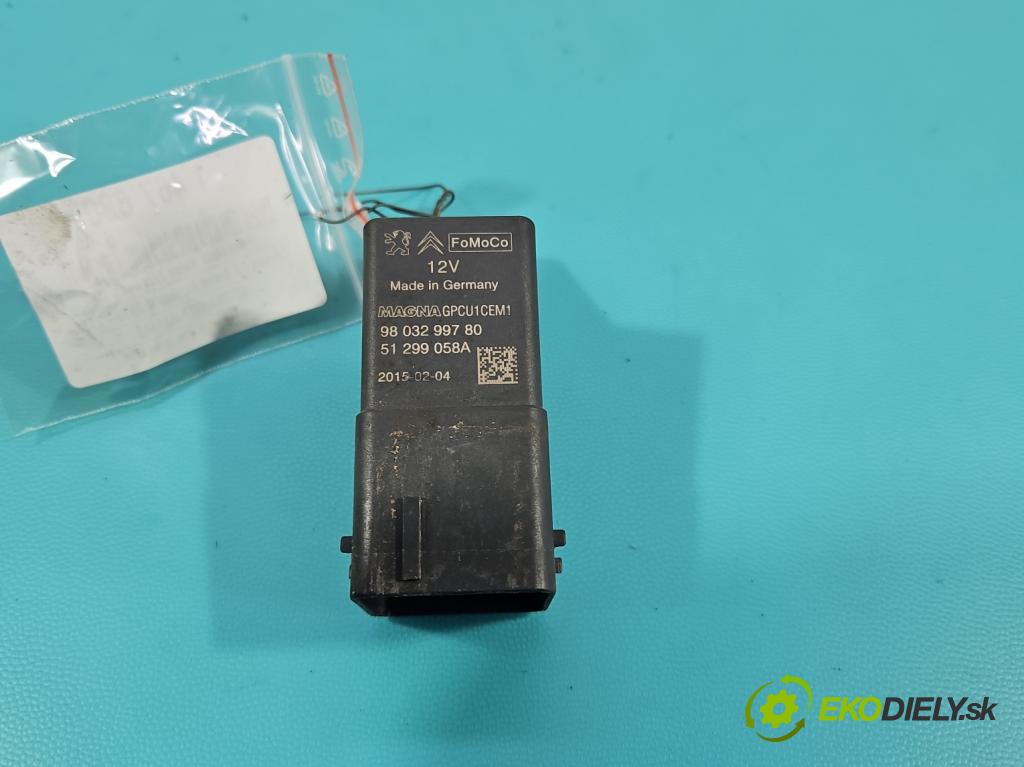 FoMoCo
12V
Made in Germany
MAGNA GPCU1CEM1
98 032 997 80
51 299 058A
2015-02-04
EKODIELY.sk